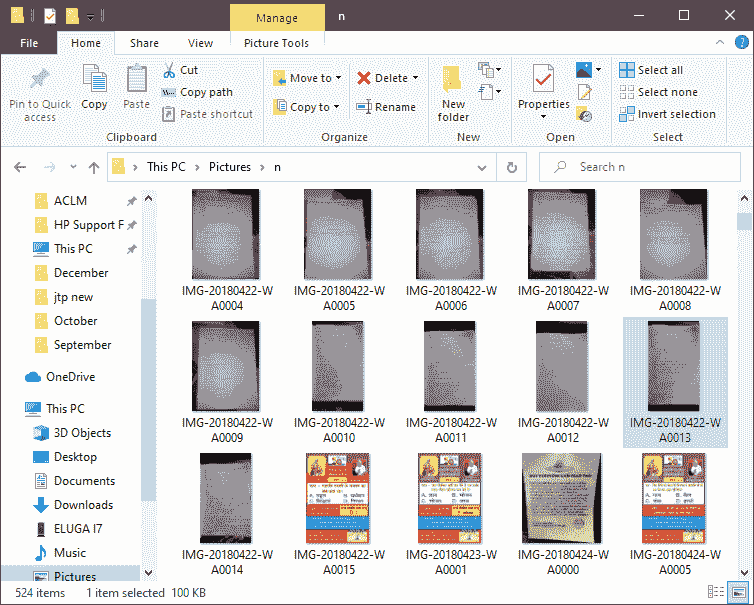 Manage
n
File
Home
Share
View
Picture Tools
Pin to Quick access
Copy
Paste
Cut
Copy path
Paste shortcut
Clipboard
Move to
Copy to
Delete
Rename
Organize
New folder
New
Properties
Open
Select all
Select none
Invert selection
Select
This PC > Pictures > n
Search n
ACLM
HP Support F
This PC
December
jtp new
October
September
OneDrive
This PC
3D Objects
Desktop
Documents
Downloads
ELUGA I7
Music
Pictures
IMG-20180422-WA0004
IMG-20180422-WA0005
IMG-20180422-WA0006
IMG-20180422-WA0007
IMG-20180422-WA0008
IMG-20180422-WA0009
IMG-20180422-WA0010
IMG-20180422-WA0011
IMG-20180422-WA0012
IMG-20180422-WA0013
IMG-20180422-WA0014
IMG-20180422-WA0015
IMG-20180423-WA0001
IMG-20180424-WA0000
IMG-20180424-WA0005
524 items
1 item selected 100 KB